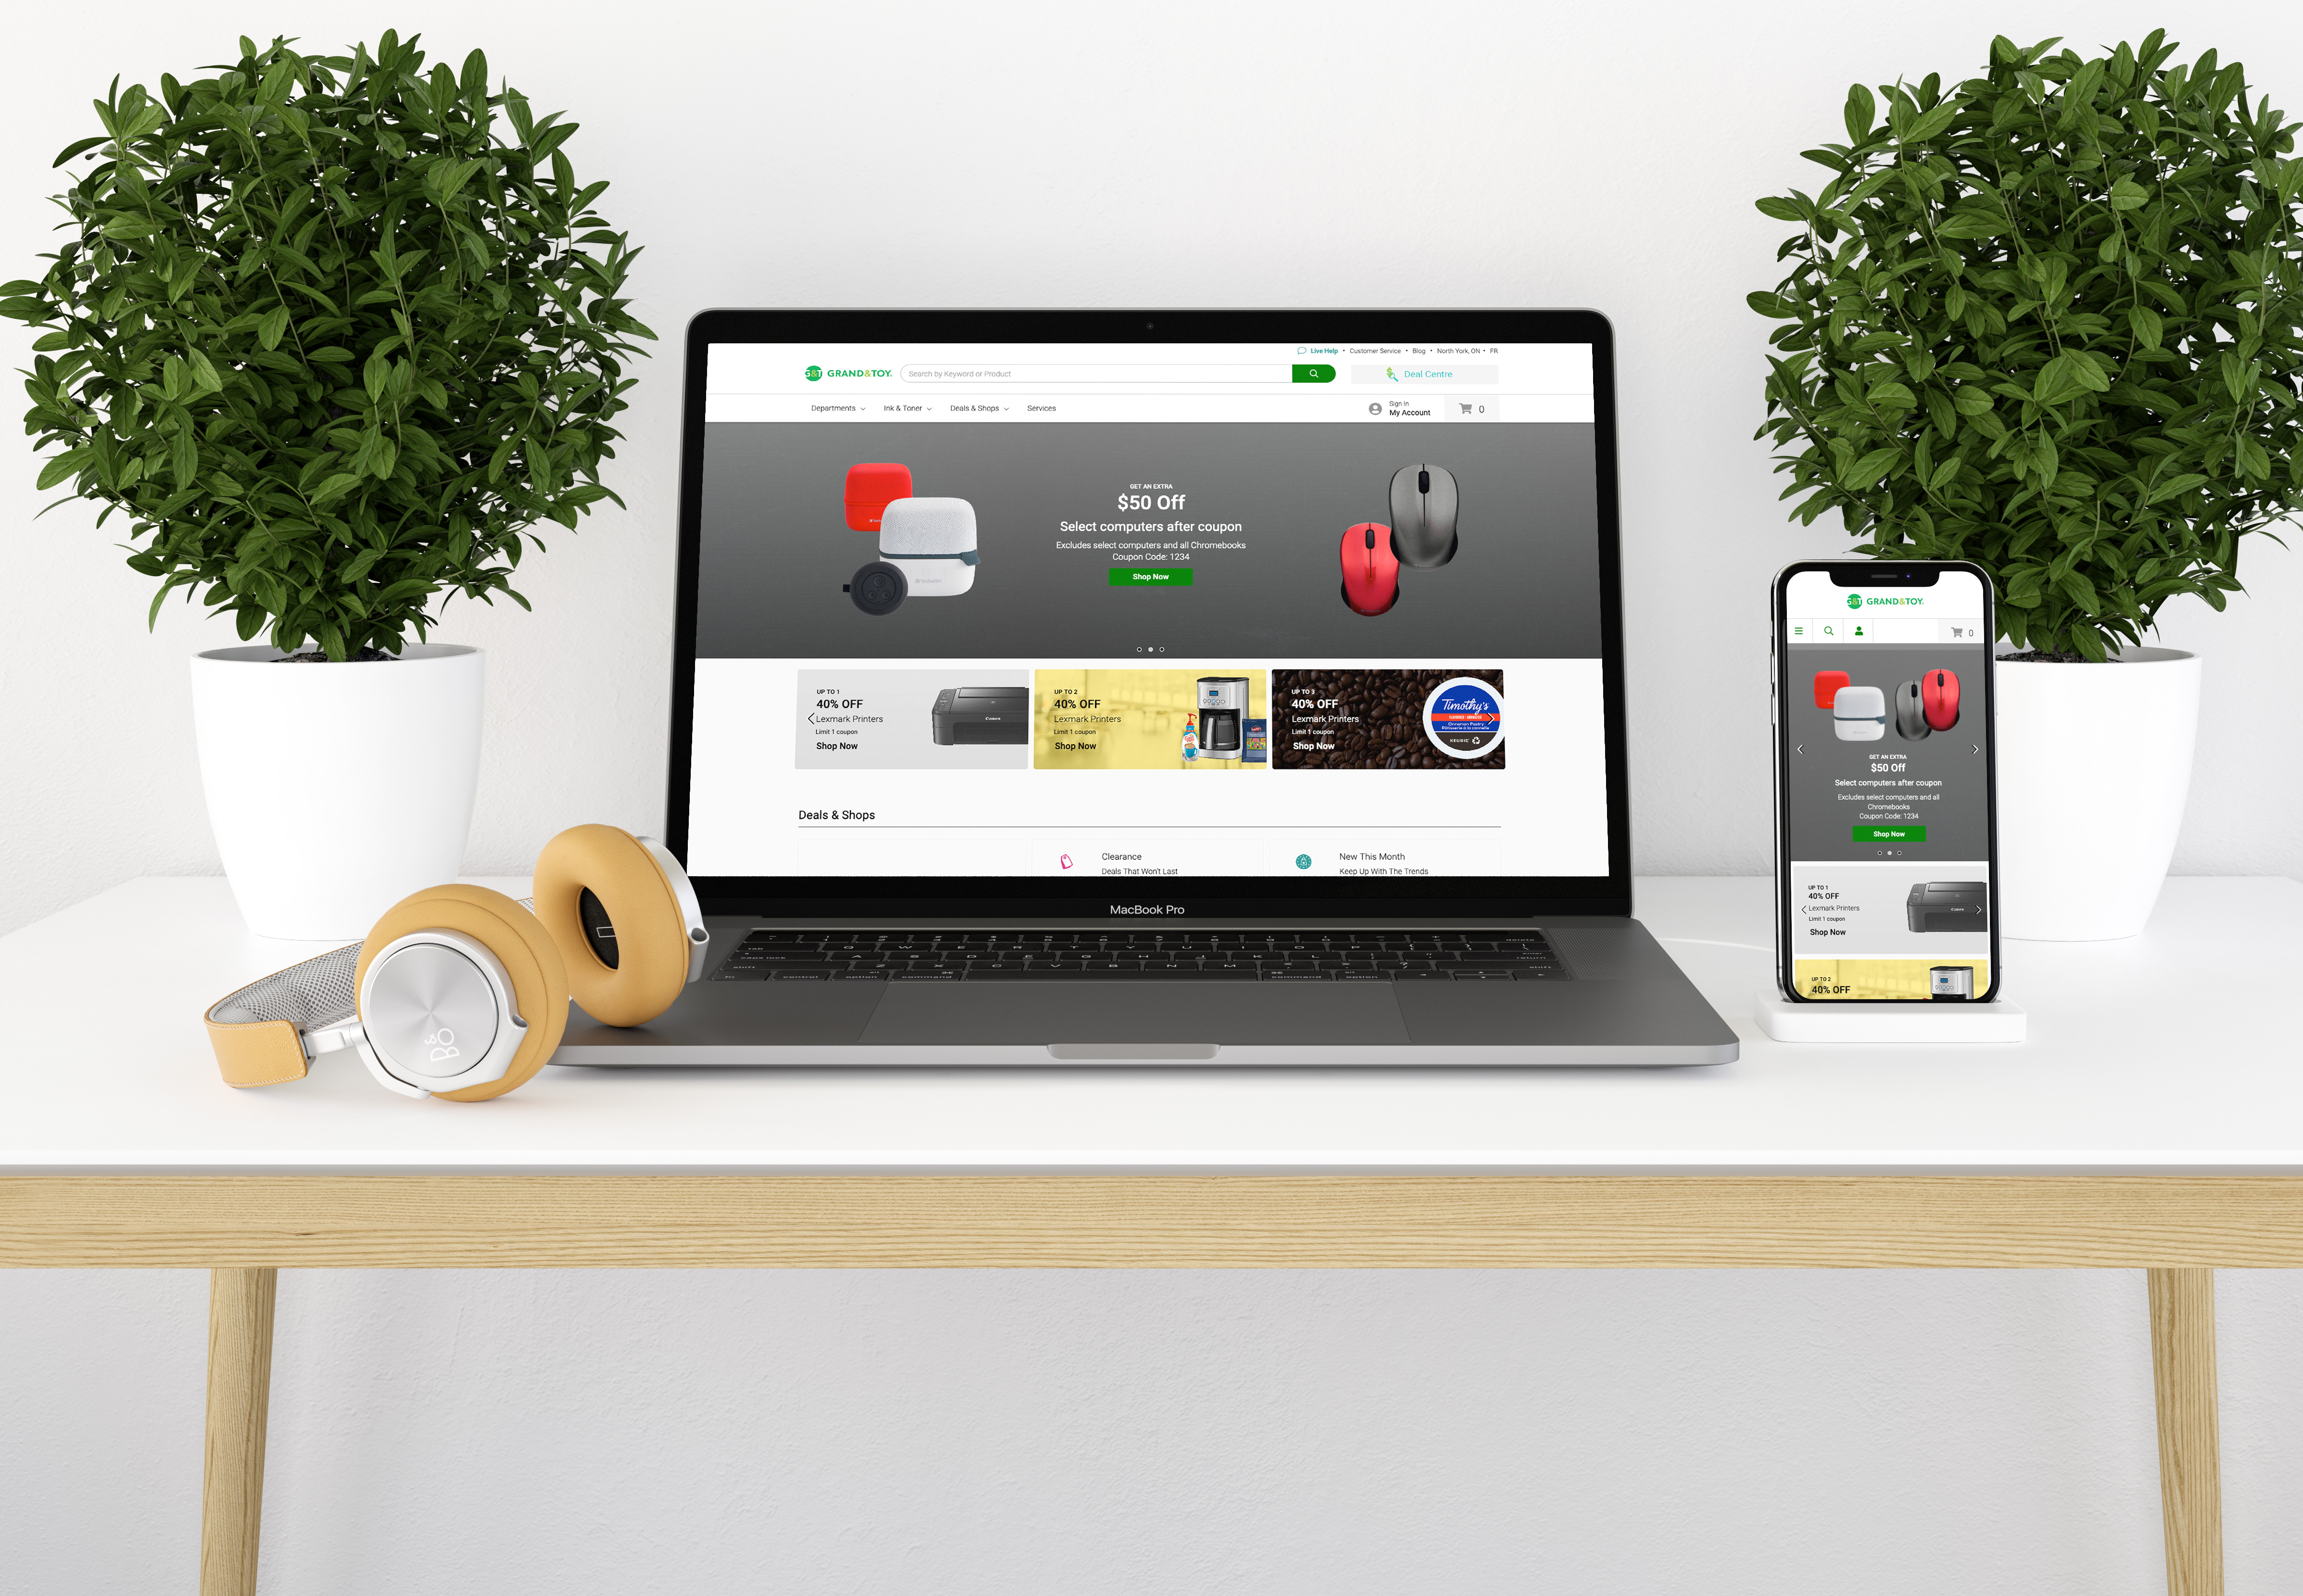 Live Help • Customer Service • Blog • North York, ON • FR
G&T GRAND&TOY
Search by Keyword or Product
Deal Centre
Departments Ink & Toner Deals & Shops Services
Sign In
My Account
0
GET AN EXTRA
$50 Off
Select computers after coupon
Excludes select computers and all Chromebooks
Coupon Code: 1234
Shop Now
UP TO 1
40% OFF
Lexmark Printers
Limit 1 coupon
Shop Now
Canon
UP TO 2
40% OFF
Lexmark Printers
Limit 1 coupon
Shop Now
UP TO 3
40% OFF
Lexmark Printers
Limit 1 coupon
Shop Now
Timothy's
KEURIG
Deals & Shops
Clearance
Deals That Won't Last
New This Month
Keep Up With The Trends
MacBook Pro
B&O
G&T GRAND&TOY
0
GET AN EXTRA
$50 Off
Select computers after coupon
Excludes select computers and all
Chromebooks
Coupon Code: 1234
Shop Now
UP TO 1
40% OFF
Lexmark Printers
Limit 1 coupon
Shop Now
Canon
UP TO 2
40% OFF